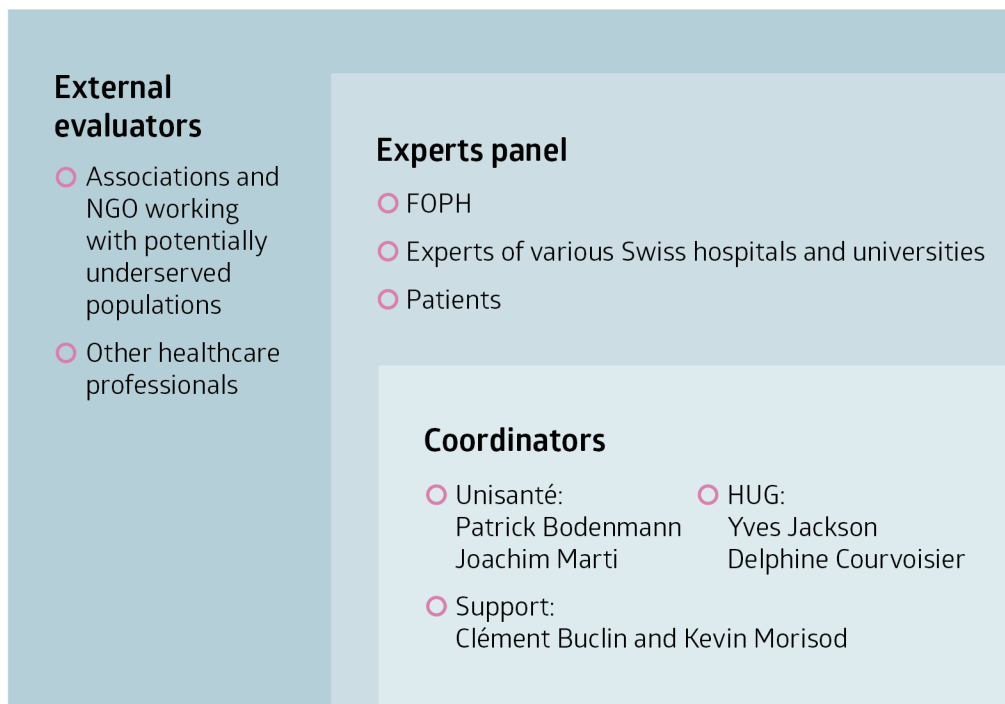 External
evaluators
Associations and
NGO working
with potentially
underserved
populations
Other healthcare
professionals
Experts panel
FOPH
Experts of various Swiss hospitals and universities
Patients
Coordinators
Unisanté:
Patrick Bodenmann
Joachim Marti
HUG:
Yves Jackson
Delphine Courvoisier
Support:
Clément Buclin and Kevin Morisod